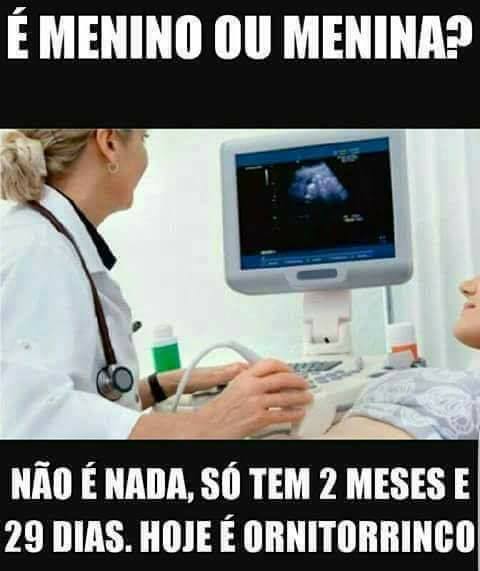 É MENINO OU MENINA?
NÃO É NADA, SÓ TEM 2 MESES E
29 DIAS. HOJE É ORNITORRINCO